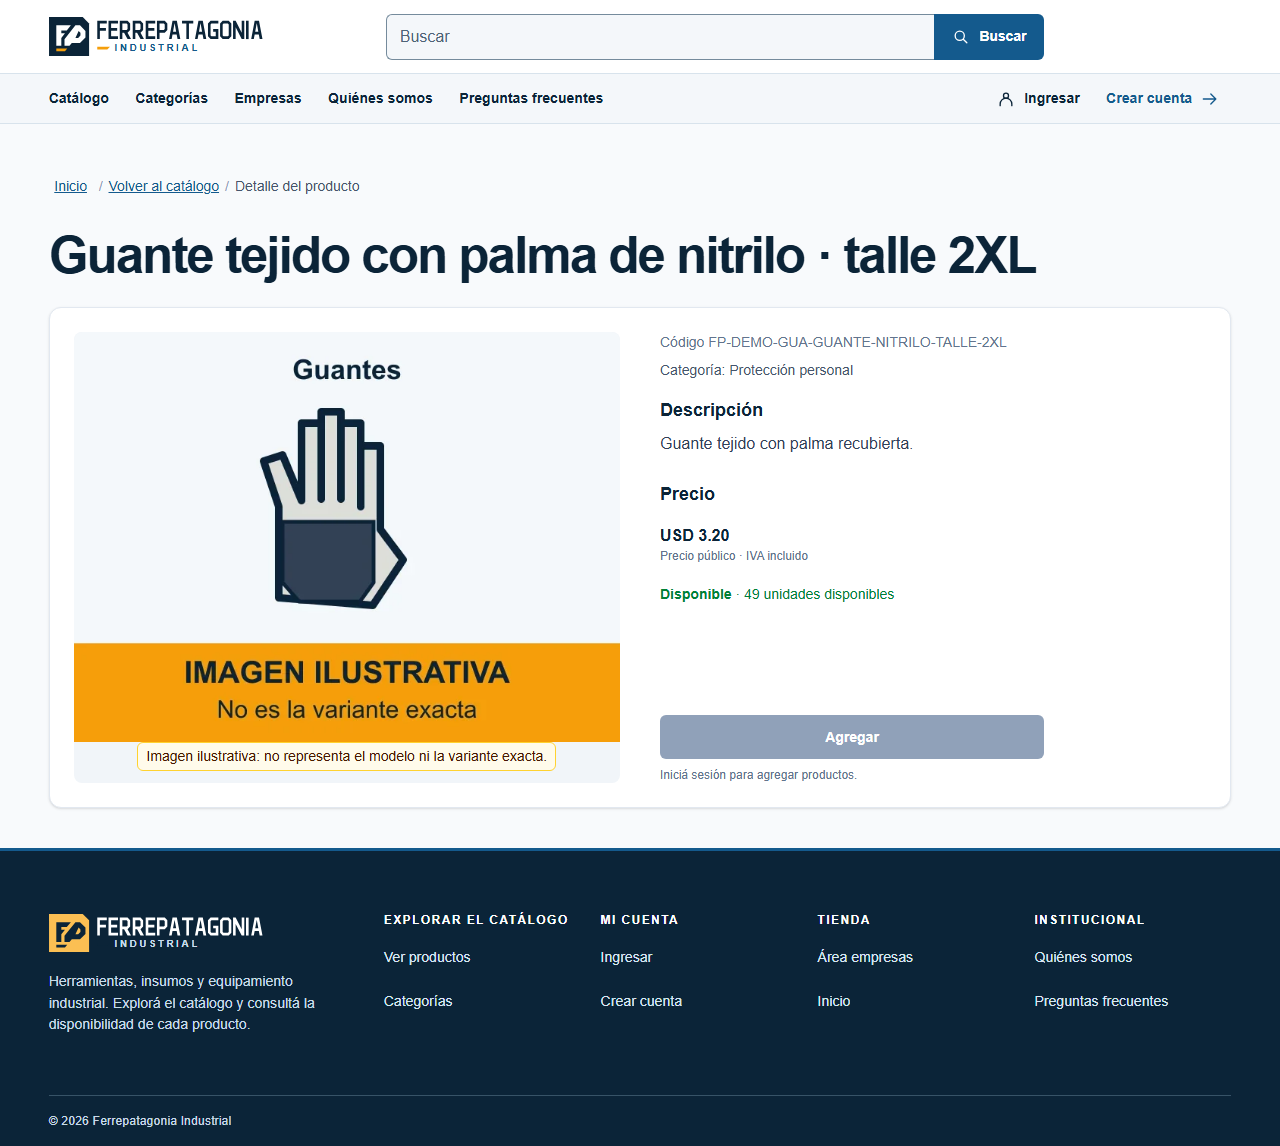 FP FERREPATAGONIA
INDUSTRIAL
Buscar
Buscar
Catálogo
Categorías
Empresas
Quiénes somos
Preguntas frecuentes
Ingresar
Crear cuenta
Inicio / Volver al catálogo / Detalle del producto
Guante tejido con palma de nitrilo · talle 2XL
Guantes
IMAGEN ILUSTRATIVA
No es la variante exacta
Imagen ilustrativa: no representa el modelo ni la variante exacta.
Código FP-DEMO-GUA-GUANTE-NITRILO-TALLE-2XL
Categoría: Protección personal
Descripción
Guante tejido con palma recubierta.
Precio
USD 3.20
Precio público · IVA incluido
Disponible · 49 unidades disponibles
Agregar
Iniciá sesión para agregar productos.
FP FERREPATAGONIA
INDUSTRIAL
Herramientas, insumos y equipamiento
industrial. Explorá el catálogo y consultá la
disponibilidad de cada producto.
EXPLORAR EL CATÁLOGO
Ver productos
Categorías
MI CUENTA
Ingresar
Crear cuenta
TIENDA
Área empresas
Inicio
INSTITUCIONAL
Quiénes somos
Preguntas frecuentes
© 2026 Ferrepatagonia Industrial